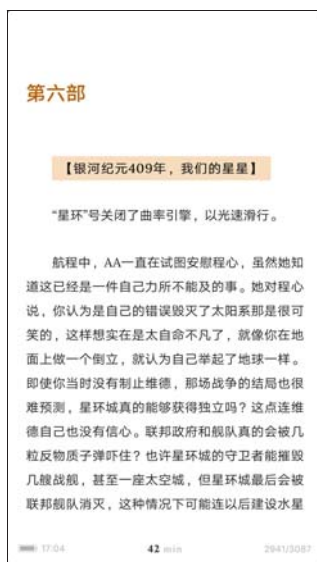 第六部
【银河纪元409年，我们的星星】
“星环”号关闭了曲率引擎，以光速滑行。
航程中，AA一直在试图安慰程心，虽然她知
道这已经是一件自己力所不能及的事。她对程心
说，你认为是自己的错误毁灭了太阳系那是很可
笑的，这样想实在是太自命不凡了，就像你在地
面上做一个倒立，就认为自己举起了地球一样。
即使你当时没有制止维德，那场战争的结局也很
难预测，星环城真的能够获得独立吗？这点连维
德自己也没有信心。联邦政府和舰队真的会被几
粒反物质子弹吓住？也许星环城的守卫者能摧毁
几艘战舰，甚至一座太空城，但星环城最后会被
联邦舰队消灭，这种情况下可能连以后建设水星
17:04 42 min 2941/3087